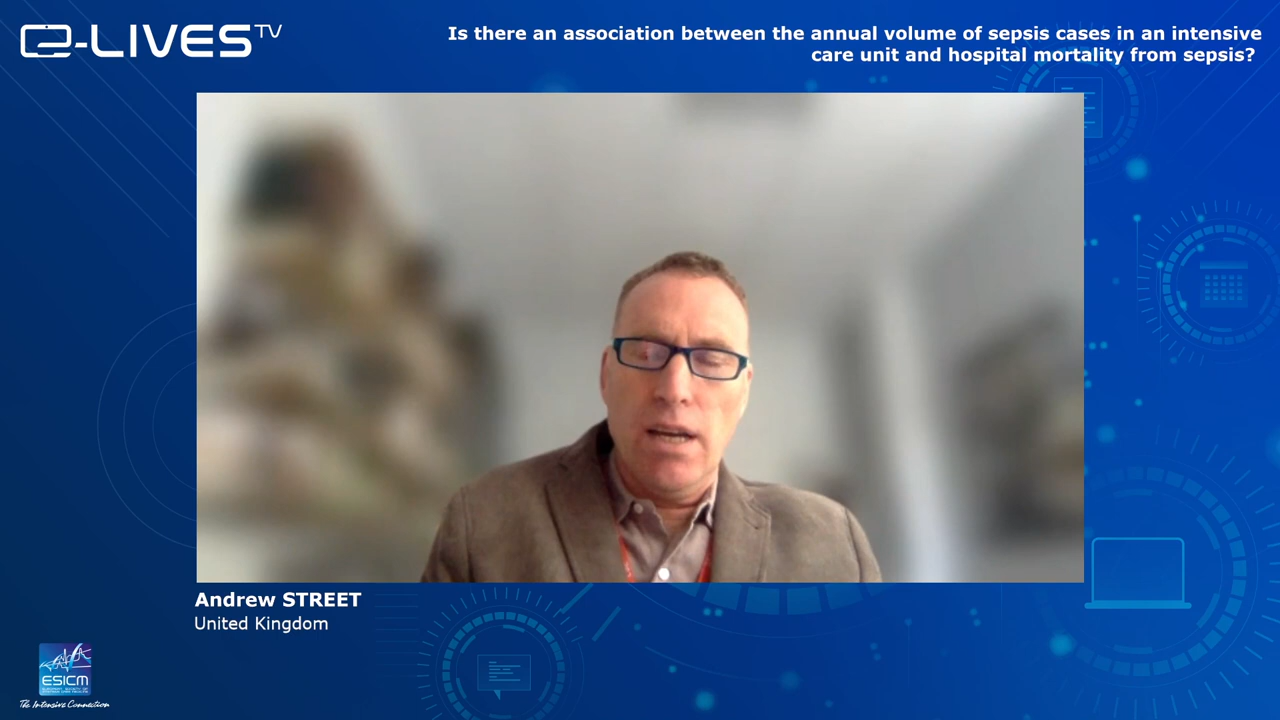 e-LIVES TV
Is there an association between the annual volume of sepsis cases in an intensive
care unit and hospital mortality from sepsis?
Andrew STREET
United Kingdom
ESICM
The Intensive Connection